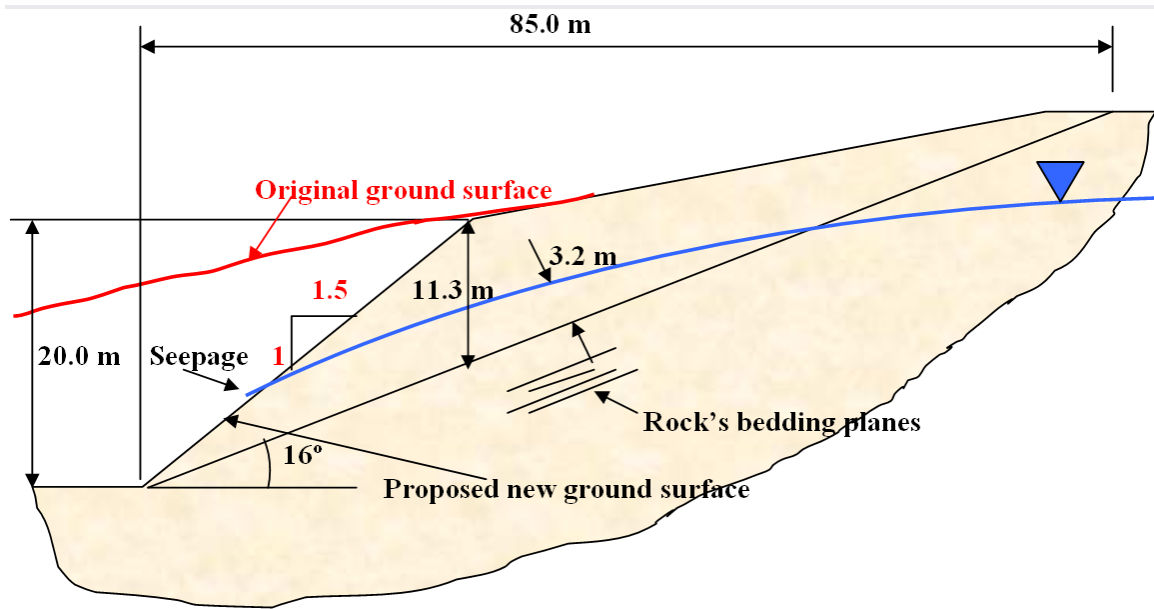 85.0 m
Original ground surface
3.2 m
1.5
11.3 m
20.0 m
Seepage
1
Rock's bedding planes
16º
Proposed new ground surface